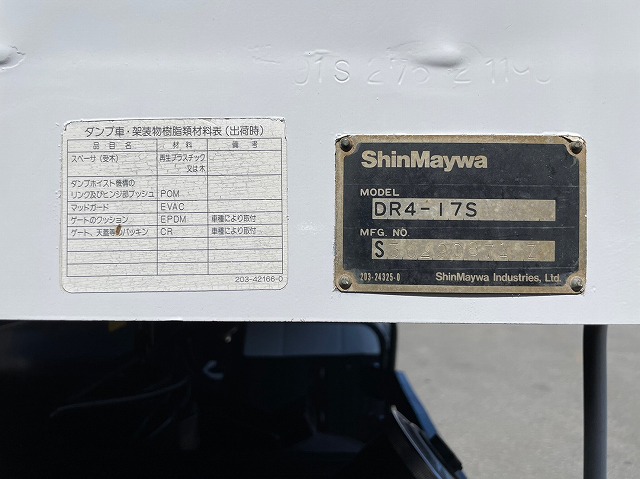 ダンプ車・架装物樹脂類材料表(出荷時)
品目名 材料 備考
スペーサ(受木) 再生プラスチック
又は木
ダンプホイスト機構の
リンク及びヒンジ部ブッシュ POM
マッドガード EVAC
ゲートのクッション EPDM 車種により取付
ゲート、天蓋等のパッキン CR 車種により取付
203-42166-0
ShinMaywa
MODEL
DR4-17S
MFG. NO.
S
203-24325-0 ShinMaywa Industries, Ltd.